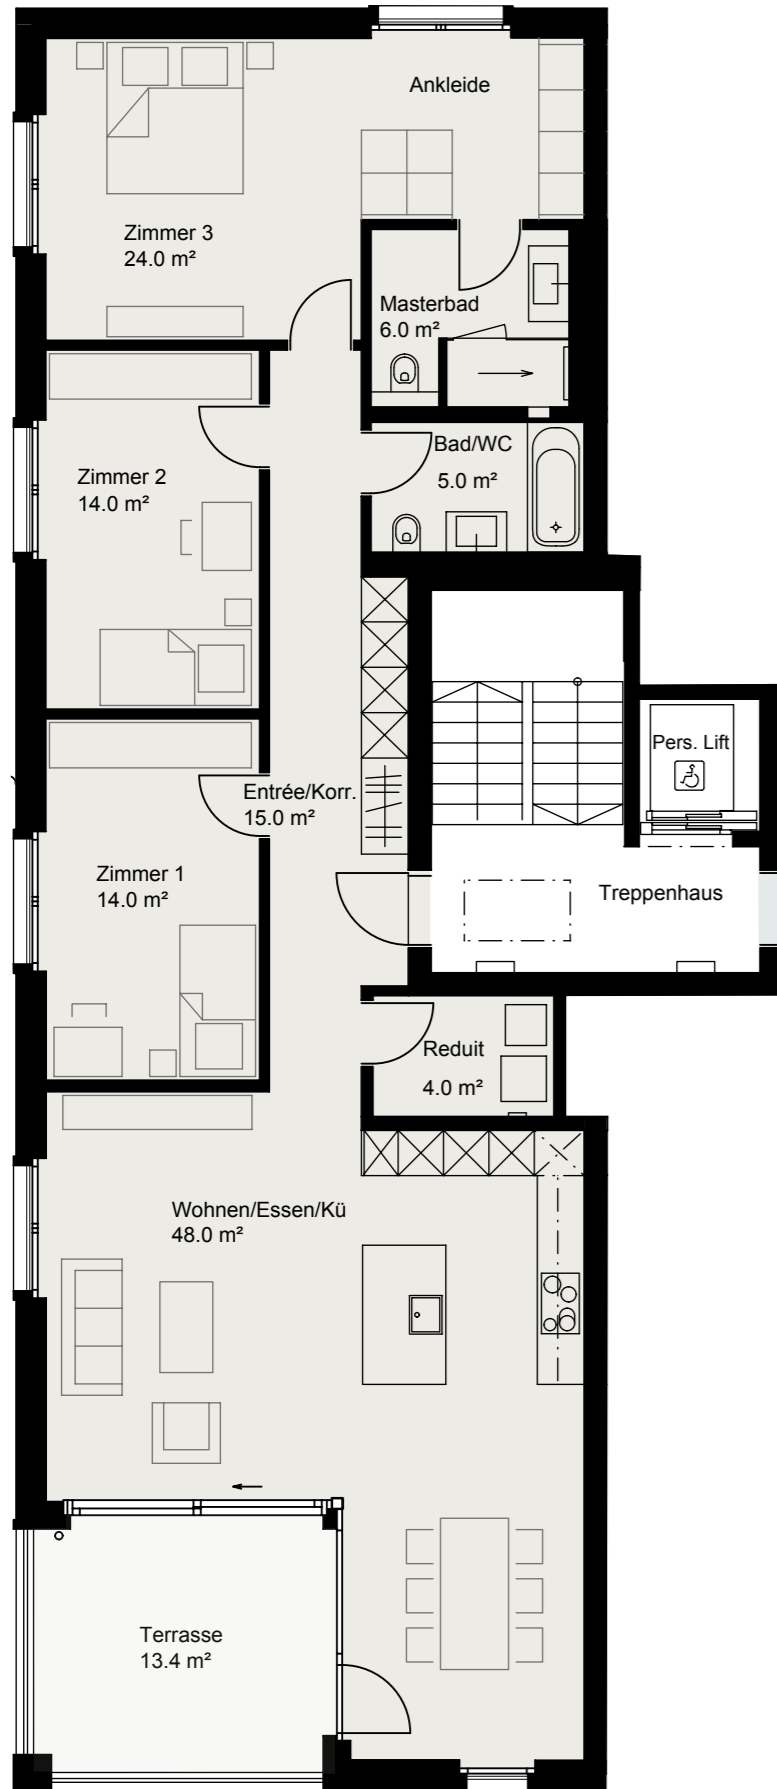 Ankleide
Zimmer 3
24.0 m²
Masterbad
6.0 m²
Bad/WC
5.0 m²
Zimmer 2
14.0 m²
Pers. Lift
Entrée/Korr.
15.0 m²
Zimmer 1
14.0 m²
Treppenhaus
Reduit
4.0 m²
Wohnen/Essen/Kü
48.0 m²
Terrasse
13.4 m²